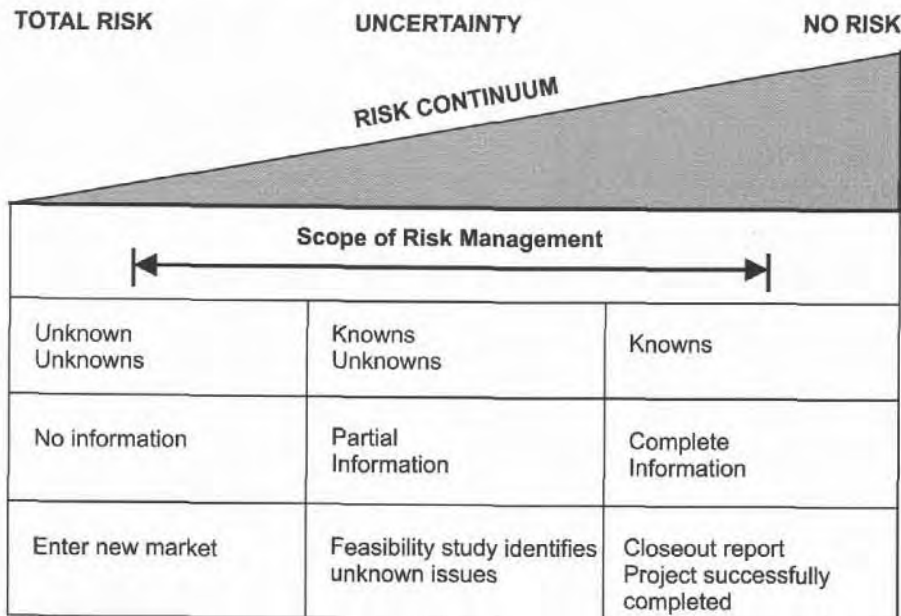 TOTAL RISK UNCERTAINTY NO RISK
RISK CONTINUUM
Scope of Risk Management
Unknown
Unknowns
Knowns
Unknowns
Knowns
No information
Partial
Information
Complete
Information
Enter new market
Feasibility study identifies
unknown issues
Closeout report
Project successfully
completed